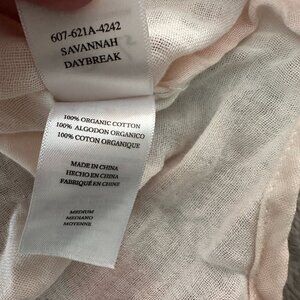 607-621A-4242
SAVANNAH
DAYBREAK
100% ORGANIC COTTON
100% ALGODON ORGANICO
100% COTON ORGANIQUE
MADE IN CHINA
HECHO EN CHINA
FABRIQUÉ EN CHINE
MEDIUM
MEDIANO
MOYENNE